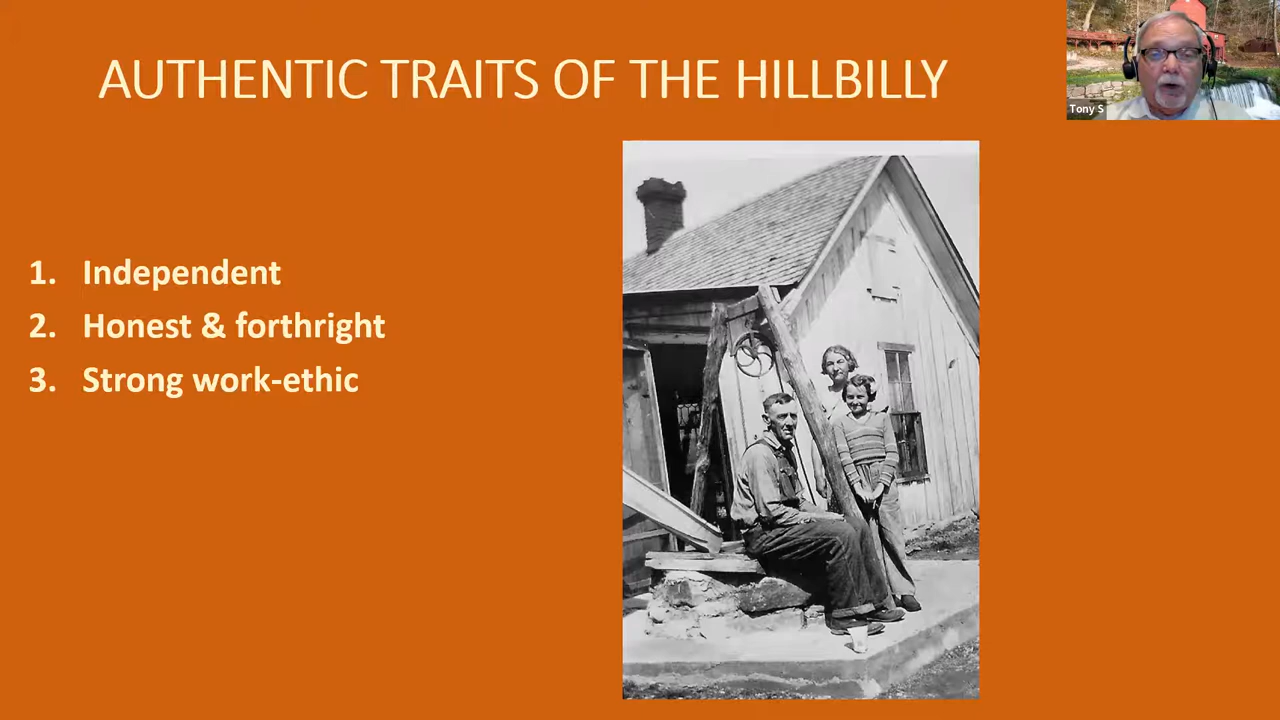 AUTHENTIC TRAITS OF THE HILLBILLY
Tony S
1. Independent
2. Honest & forthright
3. Strong work-ethic